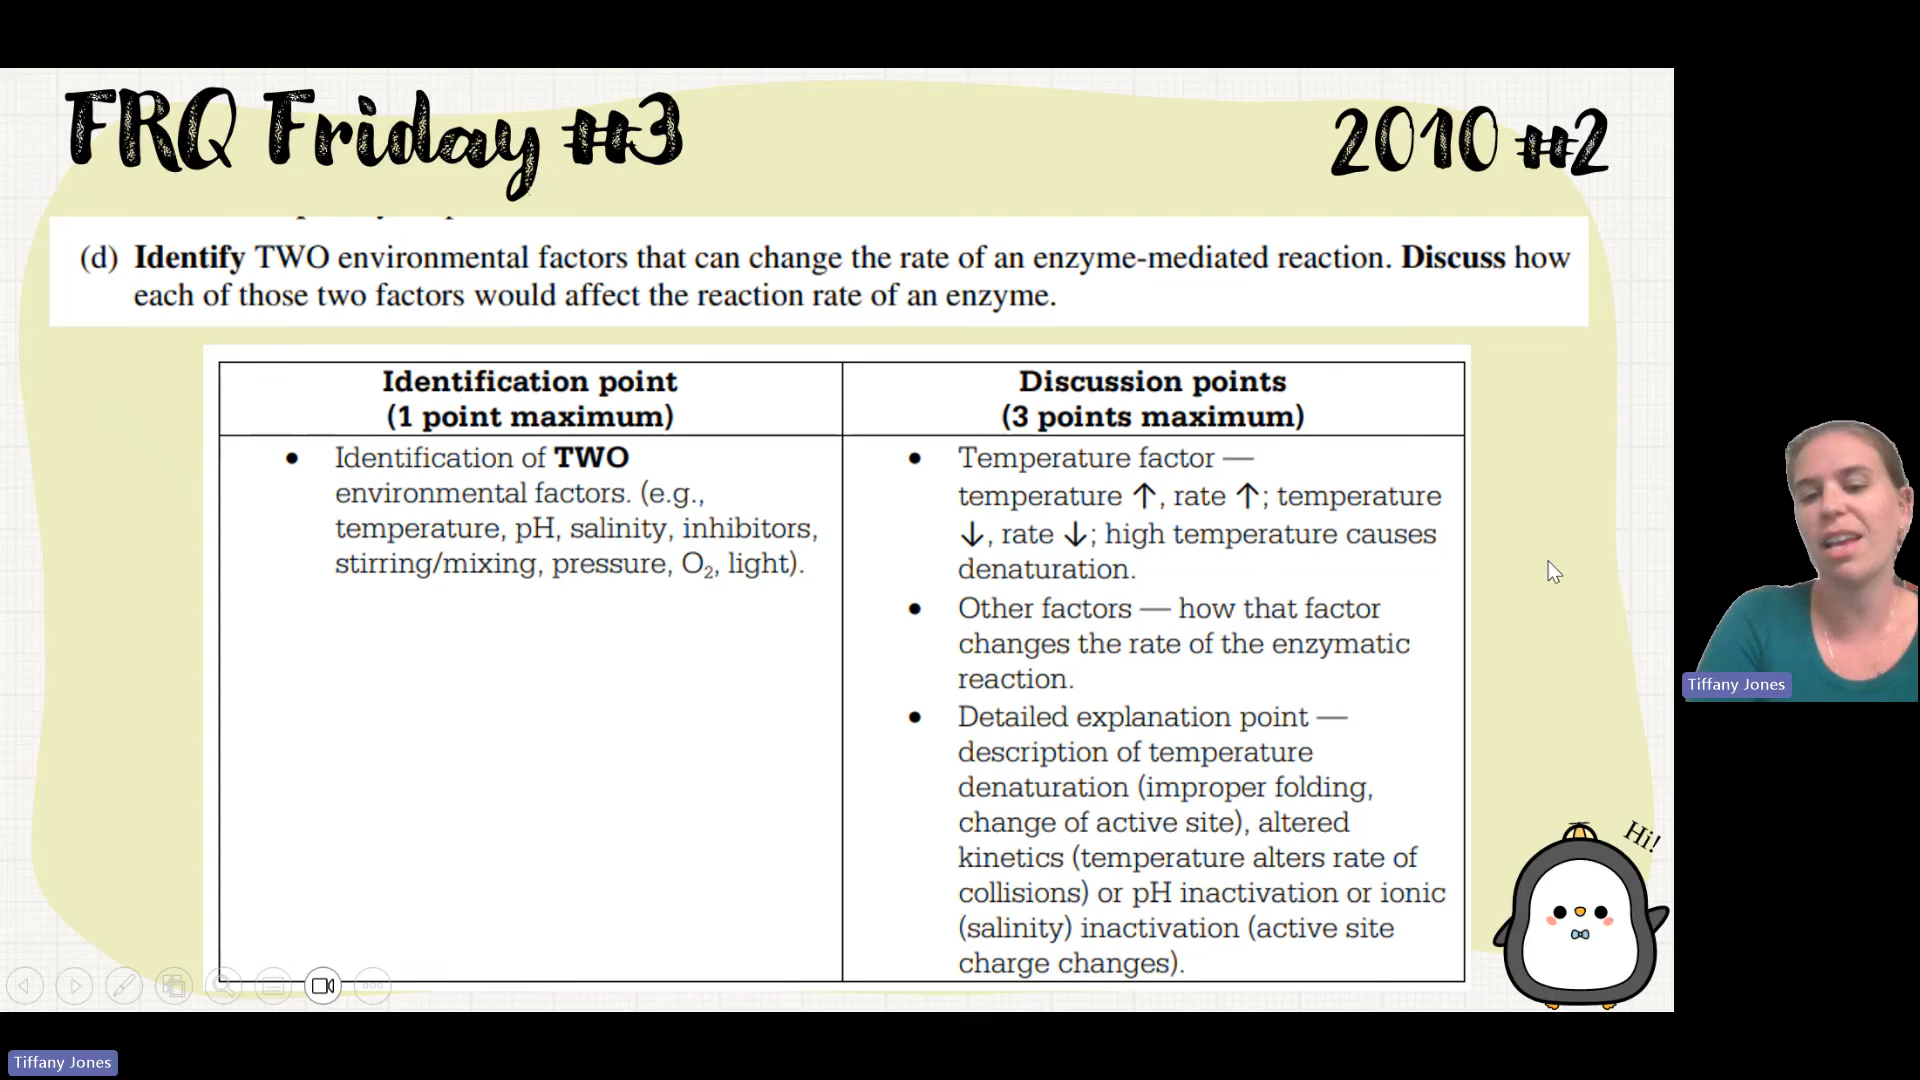 FRQ Friday #3
2010 #2
(d) Identify TWO environmental factors that can change the rate of an enzyme-mediated reaction. Discuss how
each of those two factors would affect the reaction rate of an enzyme.
Identification point
(1 point maximum)
• Identification of TWO
environmental factors. (e.g.,
temperature, pH, salinity, inhibitors,
stirring/mixing, pressure, O₂, light).
Discussion points
(3 points maximum)
• Temperature factor —
temperature ↑, rate ↑; temperature
↓, rate ↓; high temperature causes
denaturation.
• Other factors — how that factor
changes the rate of the enzymatic
reaction.
• Detailed explanation point —
description of temperature
denaturation (improper folding,
change of active site), altered
kinetics (temperature alters rate of
collisions) or pH inactivation or ionic
(salinity) inactivation (active site
charge changes).
Hi!
Tiffany Jones
Tiffany Jones